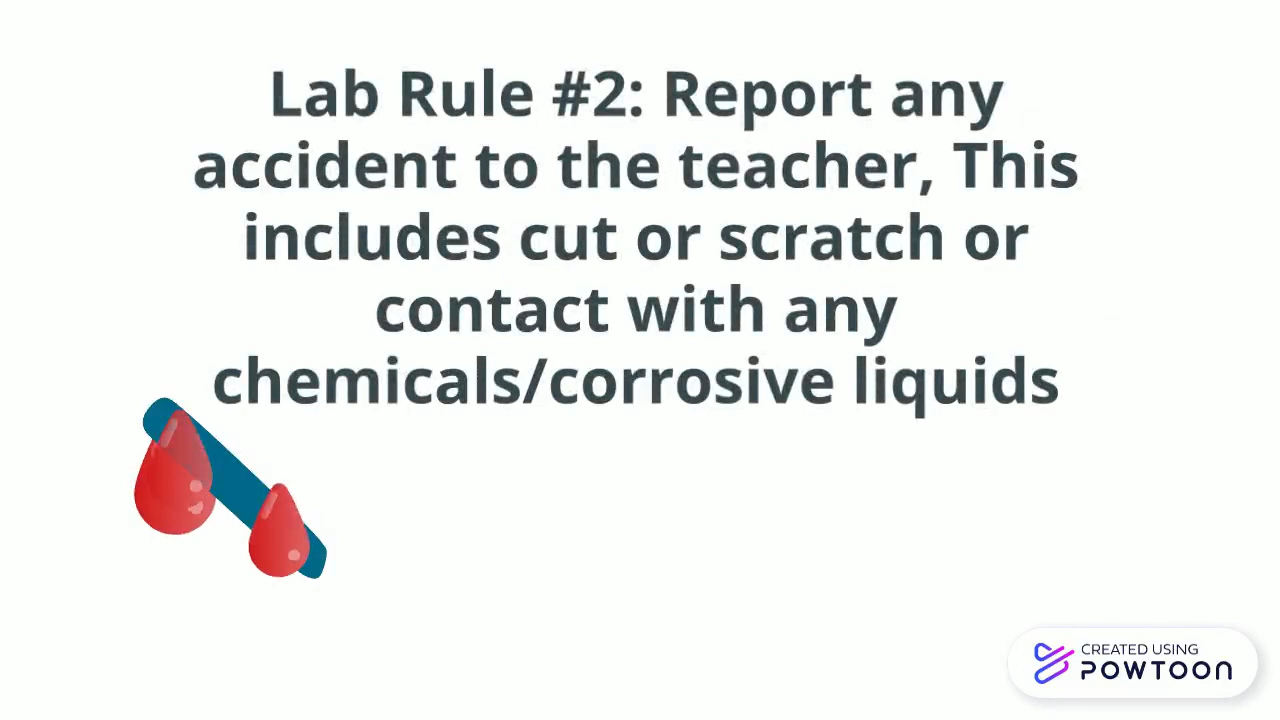 Lab Rule #2: Report any
accident to the teacher, This
includes cut or scratch or
contact with any
chemicals/corrosive liquids
CREATED USING
POWTOON